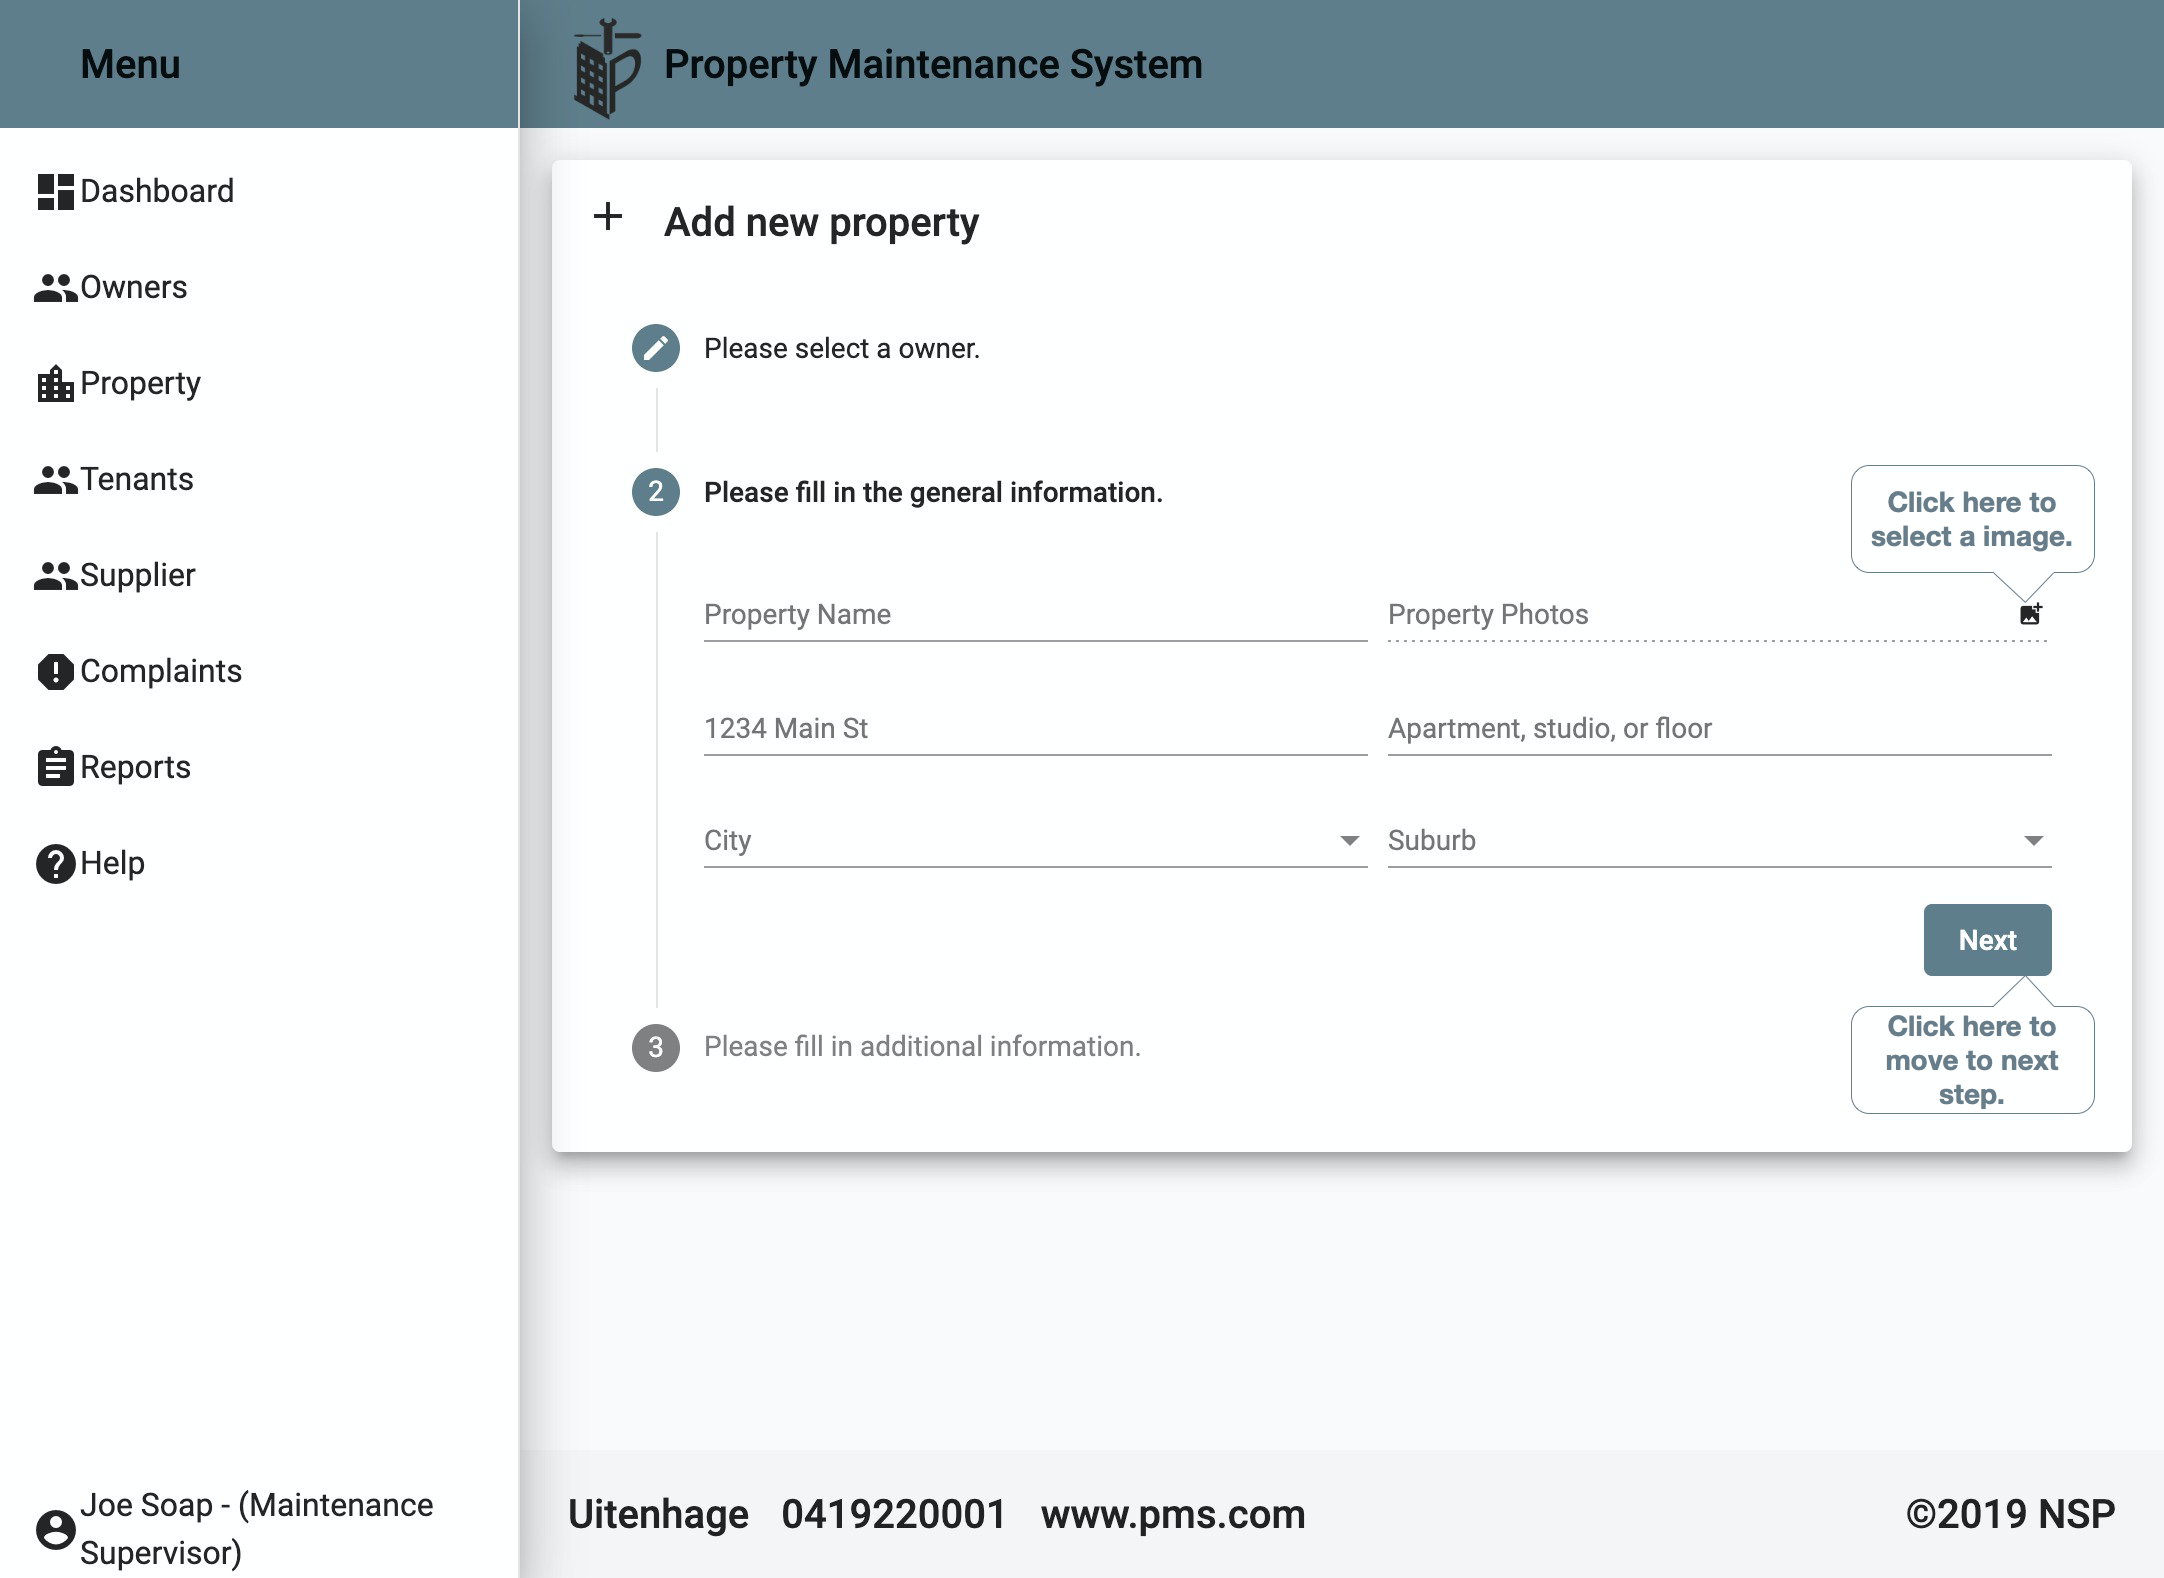 Menu
Property Maintenance System
Dashboard
Owners
Property
Tenants
Supplier
Complaints
Reports
Help
Joe Soap - (Maintenance
Supervisor)
Add new property
Please select a owner.
2 Please fill in the general information.
Click here to
select a image.
Property Name
Property Photos
1234 Main St
Apartment, studio, or floor
City
Suburb
Next
Click here to
move to next
step.
3 Please fill in additional information.
Uitenhage 0419220001 www.pms.com
©2019 NSP